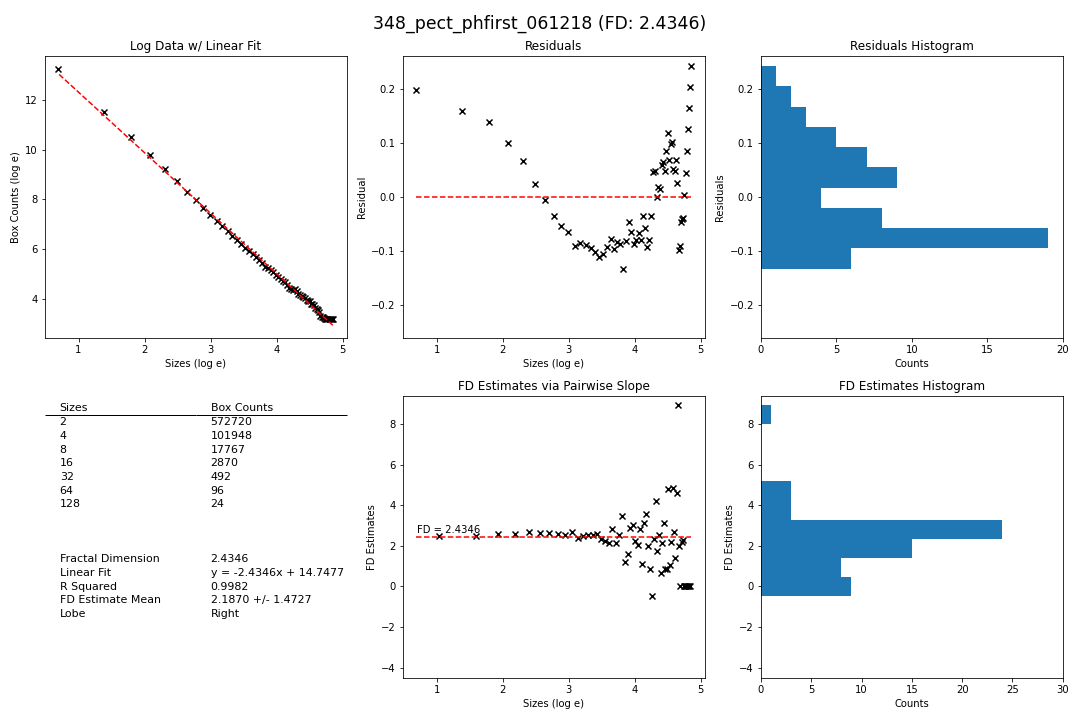 348_pect_phfirst_061218 (FD: 2.4346)
Log Data w/ Linear Fit
12
10
8
6
4
Box Counts (log e)
1 2 3 4 5
Sizes (log e)
Residuals
0.2
0.1
0.0
−0.1
−0.2
Residual
1 2 3 4 5
Sizes (log e)
Residuals Histogram
0.2
0.1
0.0
−0.1
−0.2
Residuals
0 5 10 15 20
Counts
Sizes Box Counts
2 572720
4 101948
8 17767
16 2870
32 492
64 96
128 24
Fractal Dimension 2.4346
Linear Fit y = -2.4346x + 14.7477
R Squared 0.9982
FD Estimate Mean 2.1870 +/- 1.4727
Lobe Right
FD Estimates via Pairwise Slope
8
6
4
2
0
−2
−4
FD Estimates
FD = 2.4346
1 2 3 4 5
Sizes (log e)
FD Estimates Histogram
8
6
4
2
0
−2
−4
FD Estimates
0 5 10 15 20 25 30
Counts